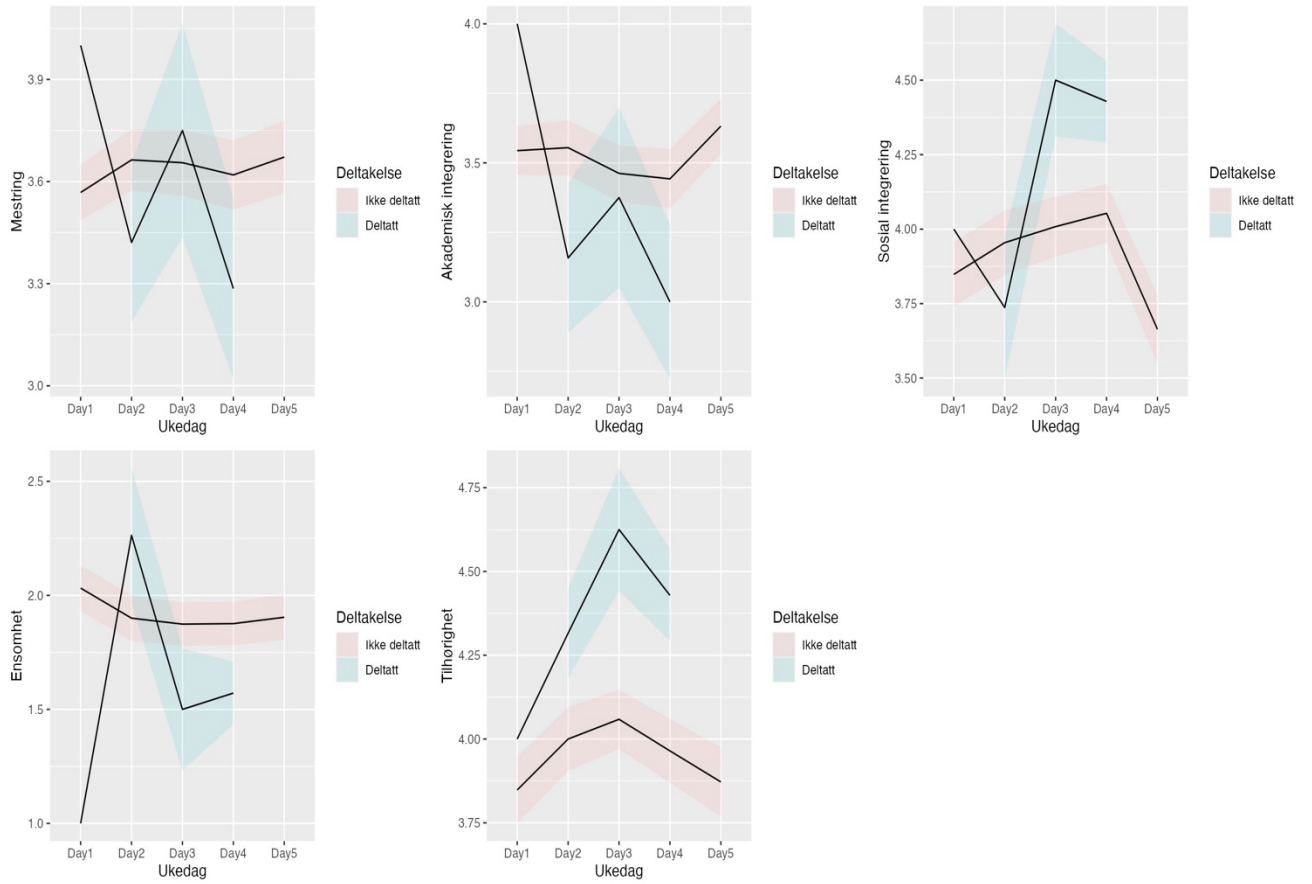 Mestring
3.9
3.6
3.3
3.0
Day1 Day2 Day3 Day4 Day5
Ukedag
Deltakelse
Ikke deltatt
Deltatt
Akademisk integrering
4.0
3.5
3.0
Day1 Day2 Day3 Day4 Day5
Ukedag
Deltakelse
Ikke deltatt
Deltatt
Sosial integrering
4.50
4.25
4.00
3.75
3.50
Day1 Day2 Day3 Day4 Day5
Ukedag
Deltakelse
Ikke deltatt
Deltatt
Ensomhet
2.5
2.0
1.5
1.0
Day1 Day2 Day3 Day4 Day5
Ukedag
Deltakelse
Ikke deltatt
Deltatt
Tilhørighet
4.75
4.50
4.25
4.00
3.75
Day1 Day2 Day3 Day4 Day5
Ukedag
Deltakelse
Ikke deltatt
Deltatt